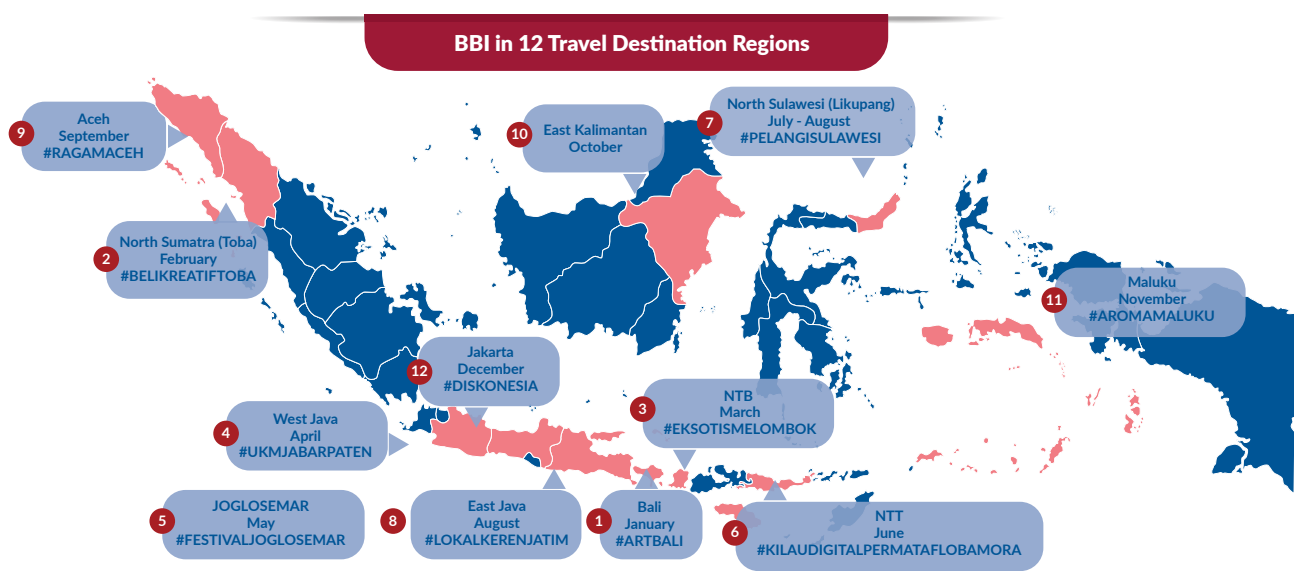 BBI in 12 Travel Destination Regions
9
Aceh
September
#RAGAMACEH
10
East Kalimantan
October
7
North Sulawesi (Likupang)
July - August
#PELANGISULAWESI
2
North Sumatra (Toba)
February
#BELIKREATIFTOBA
11
Maluku
November
#AROMAMALUKU
12
Jakarta
December
#DISKONESIA
3
NTB
March
#EKSOTISMELOMBOK
4
West Java
April
#UKMJABARPATEN
5
JOGLOSEMAR
May
#FESTIVALJOGLOSEMAR
8
East Java
August
#LOKALKERENJATIM
1
Bali
January
#ARTBALI
6
NTT
June
#KILAUDIGITALPERMATAFLOBAMORA